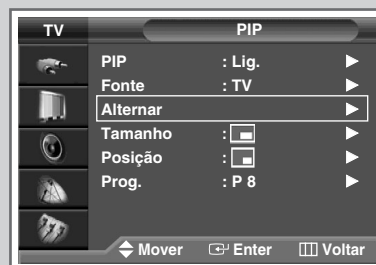 TV PIP
PIP : Lig.
Fonte : TV
Alternar
Tamanho :
Posição :
Prog. : P 8
Mover Enter Voltar